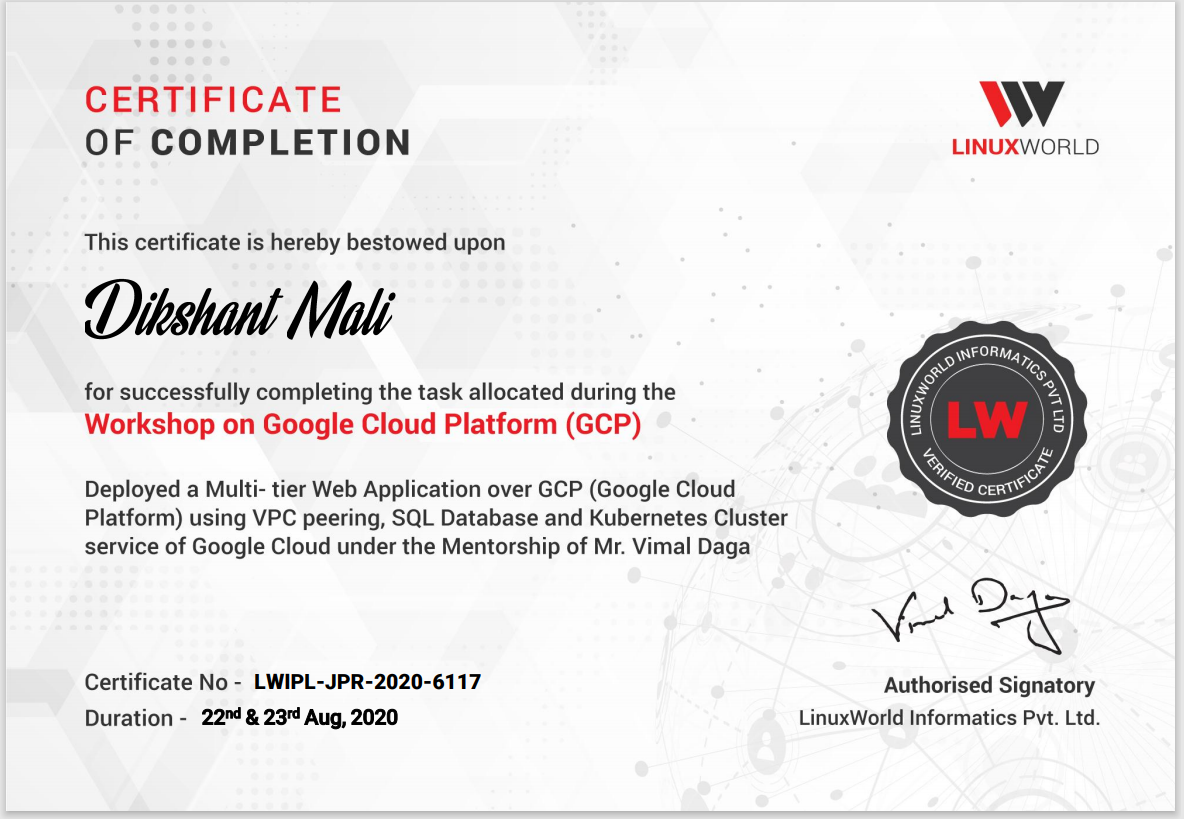 CERTIFICATE
OF COMPLETION
LINUXWORLD
This certificate is hereby bestowed upon
Dikshant Mali
for successfully completing the task allocated during the
Workshop on Google Cloud Platform (GCP)
LINUXWORLD INFORMATICS PVT LTD
LW
VERIFIED CERTIFICATE
Deployed a Multi- tier Web Application over GCP (Google Cloud
Platform) using VPC peering, SQL Database and Kubernetes Cluster
service of Google Cloud under the Mentorship of Mr. Vimal Daga
Vimal Daga
Certificate No - LWIPL-JPR-2020-6117
Authorised Signatory
Duration - 22nd & 23rd Aug, 2020
LinuxWorld Informatics Pvt. Ltd.